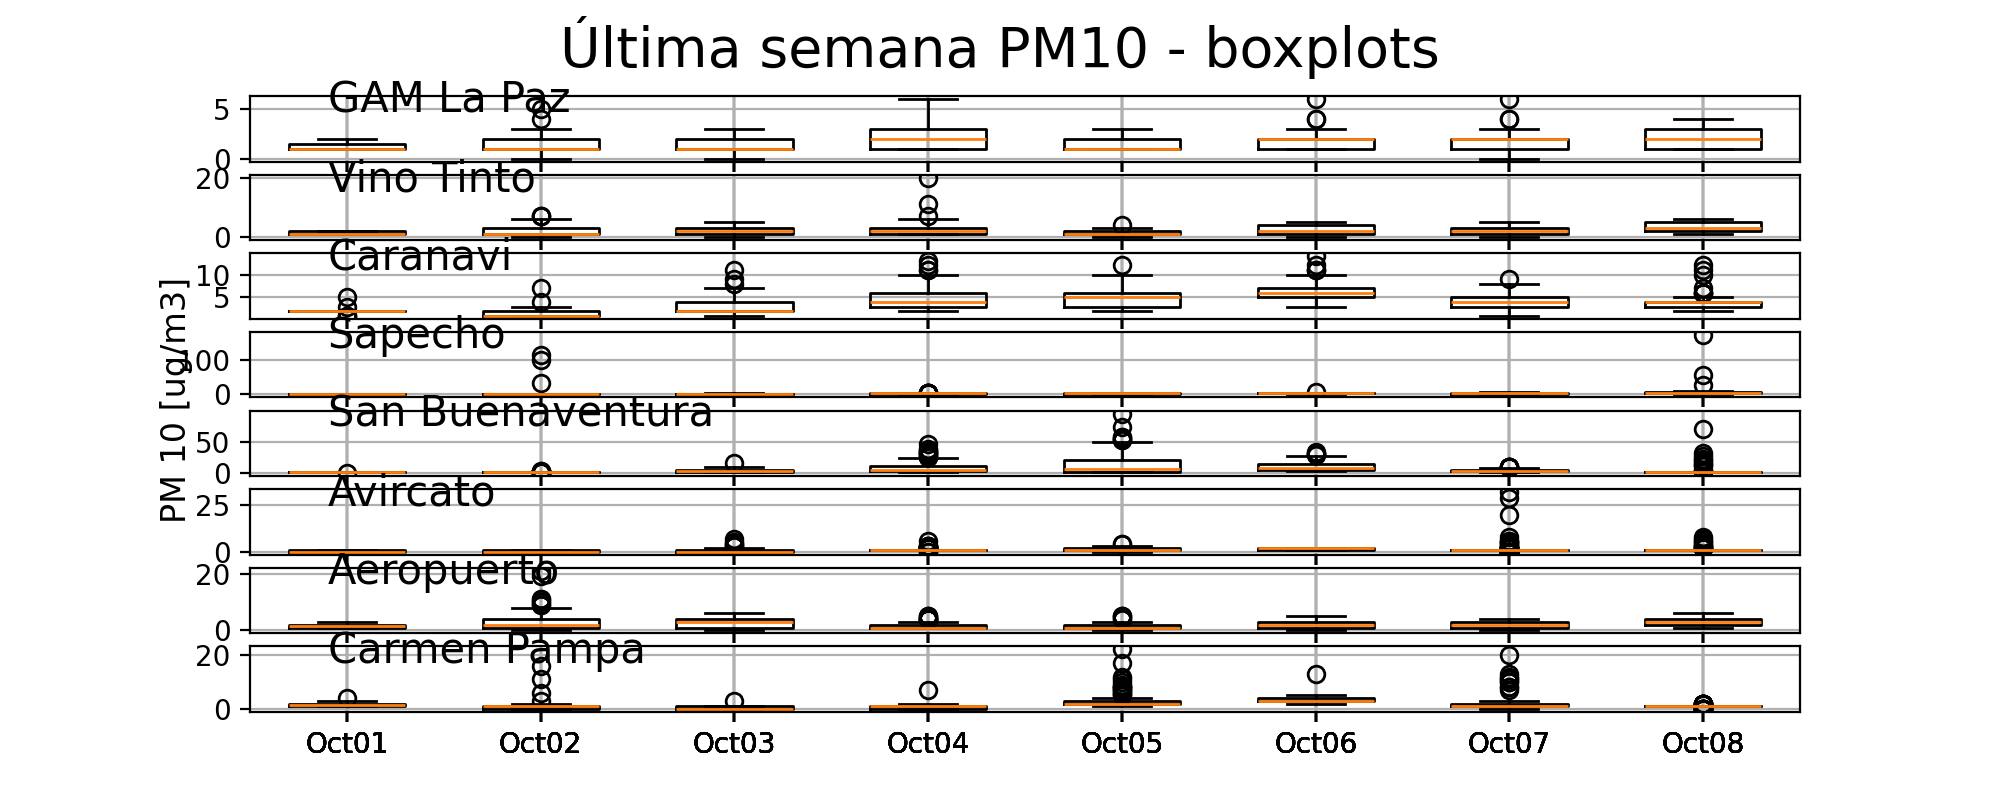 Última semana PM10 - boxplots
GAM La Paz
5
0
Vino Tinto
20
0
Caranavi
10
5
Sapecho
100
0
PM 10 [ug/m3]
San Buenaventura
50
0
Avircato
25
0
Aeropuerto
20
0
Carmen Pampa
20
0
Oct01 Oct02 Oct03 Oct04 Oct05 Oct06 Oct07 Oct08